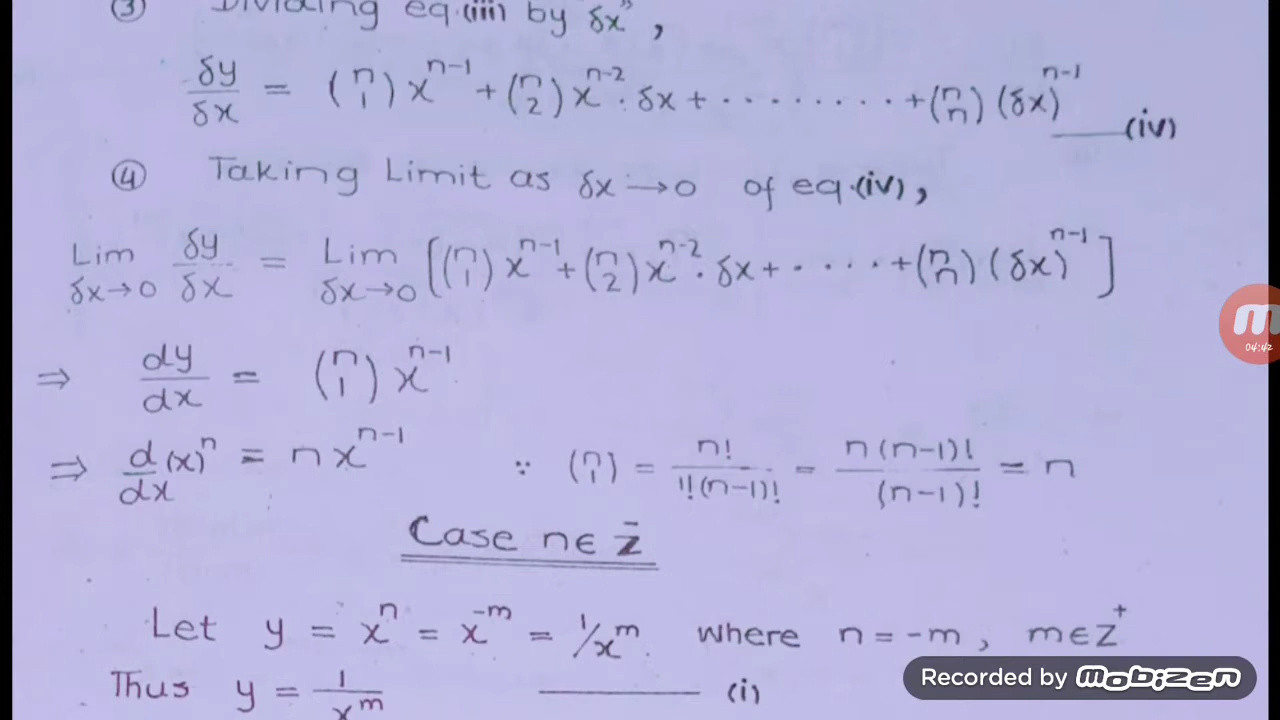 ③ Dividing eq.(iii) by δx",
δy/δx = (n 1) x^{n-1} + (n 2) x^{n-2} . δx + . . . . . . . . + (n n) (δx)^{n-1} ——(iv)
④ Taking Limit as δx→0 of eq.(iv),
Lim δx→0 δy/δx = Lim δx→0 [(n 1) x^{n-1} + (n 2) x^{n-2} . δx + . . . . . + (n n) (δx)^{n-1}]
⇒ dy/dx = (n 1) x^{n-1}
⇒ d/dx (x)^n = n x^{n-1} ∵ (n 1) = n!/1!(n-1)! = n(n-1)!/(n-1)! = n
Case n∈ Z̄
Let y = x^n = x^{-m} = 1/x^m. where n = -m, m∈Z^+
Thus y = 1/x^m ——— (i)
04:42
Recorded by mobizen